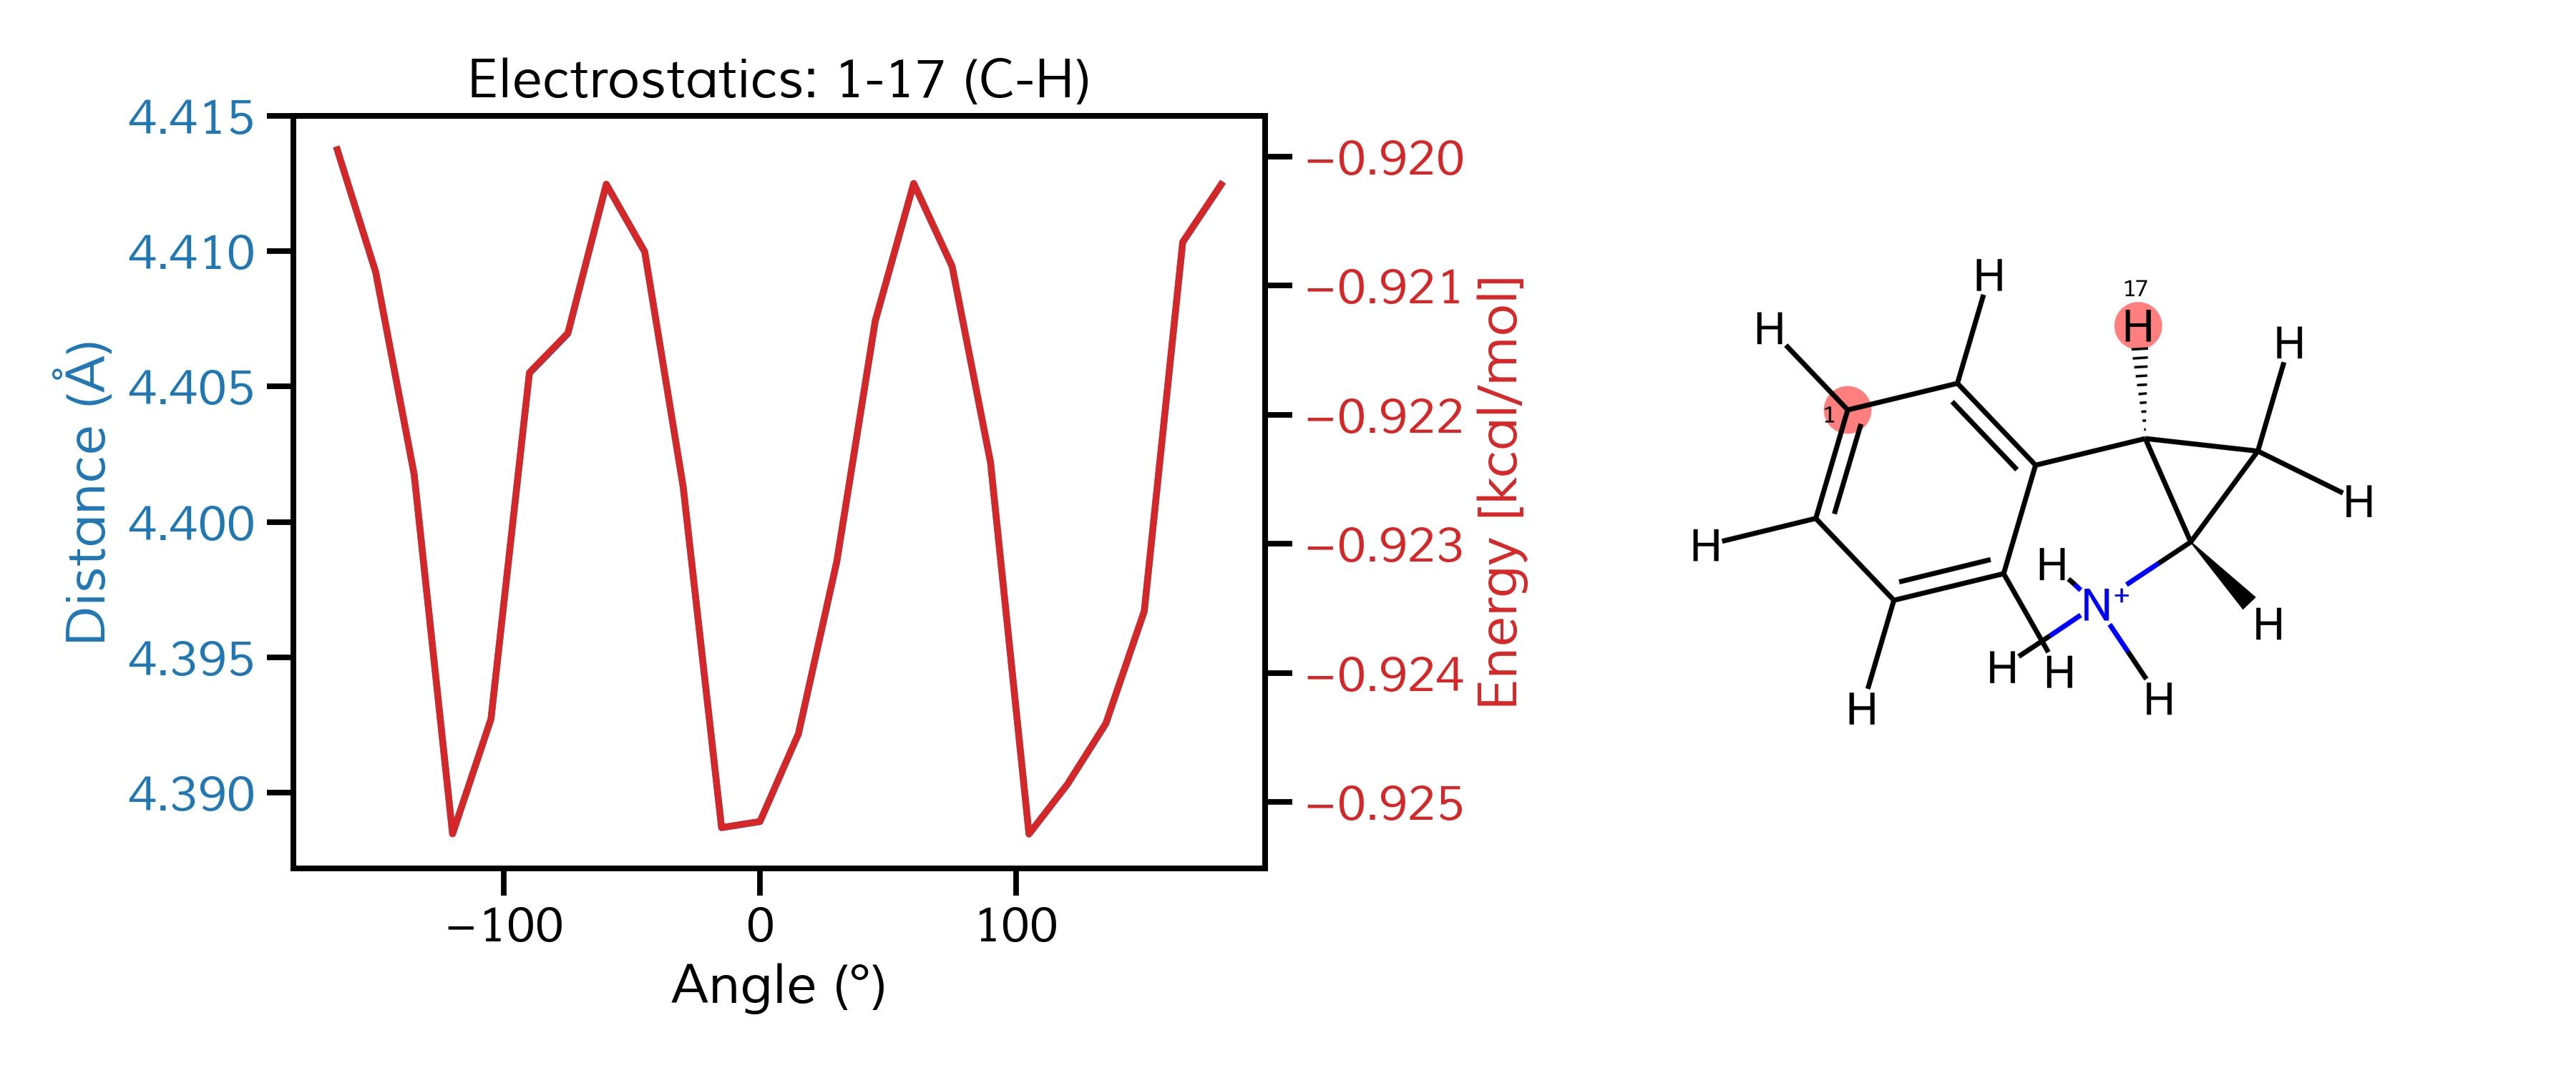 Electrostatics: 1-17 (C-H)
4.415
4.410
4.405
4.400
4.395
4.390
Distance (Å)
−0.920
−0.921
−0.922
−0.923
−0.924
−0.925
Energy [kcal/mol]
−100 0 100
Angle (°)
H
17
H H H
1
H
H
H
N+
H
H H
H
H